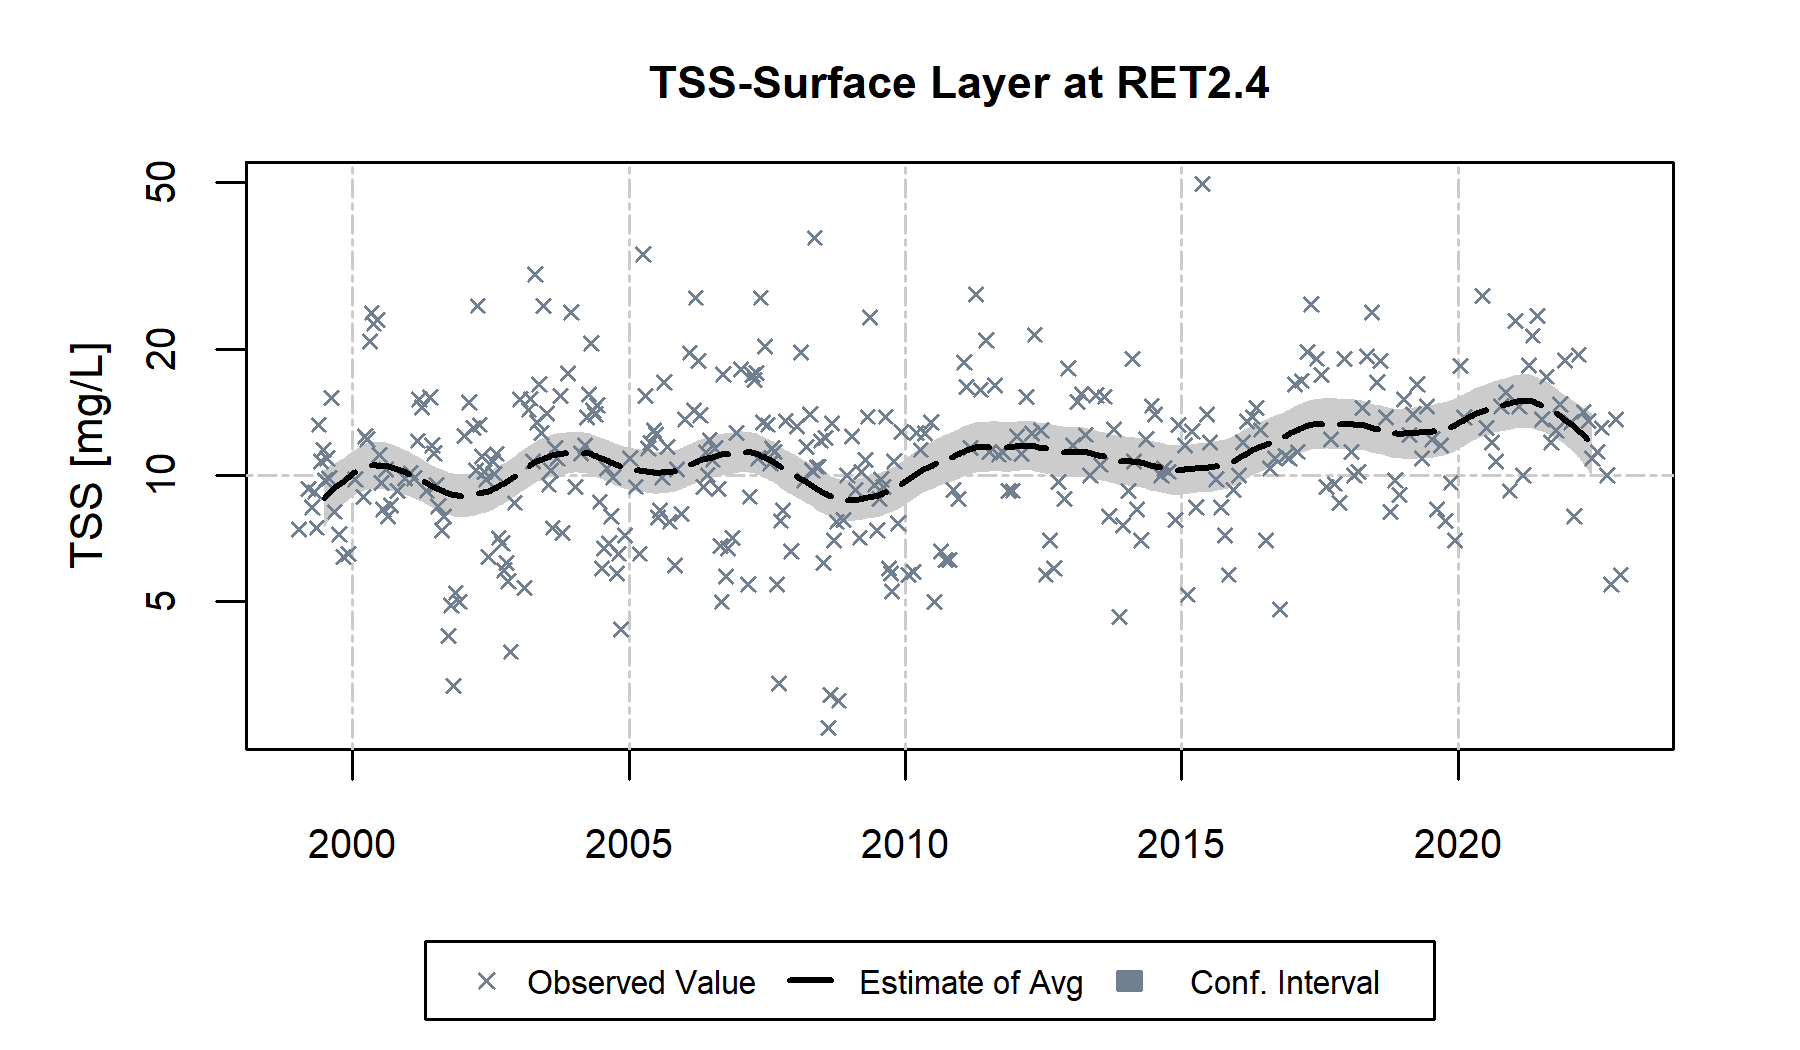 TSS-Surface Layer at RET2.4
TSS [mg/L]
50
20
10
5
2000 2005 2010 2015 2020
Observed Value Estimate of Avg Conf. Interval